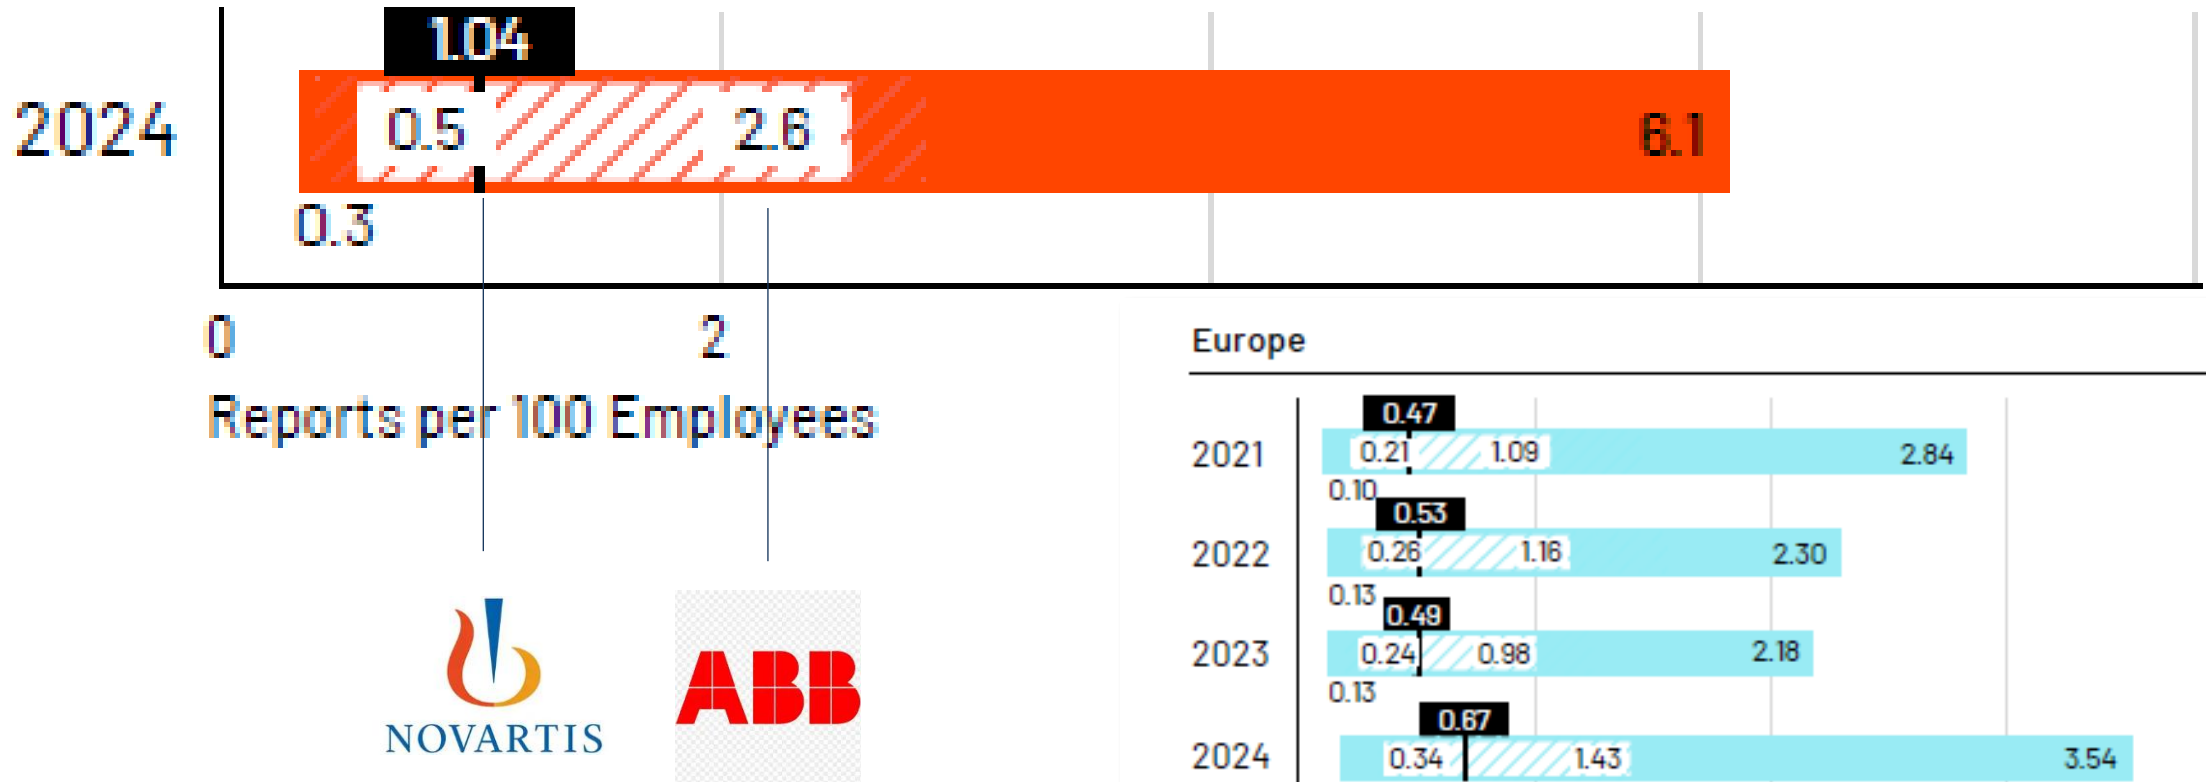 1.04
2024 0.5 2.6 6.1
0.3
0 2
Reports per 100 Employees
NOVARTIS
ABB
Europe
0.47
2021 0.21 1.09 2.84
0.10
0.53
2022 0.26 1.16 2.30
0.13
0.49
2023 0.24 0.98 2.18
0.13
0.67
2024 0.34 1.43 3.54